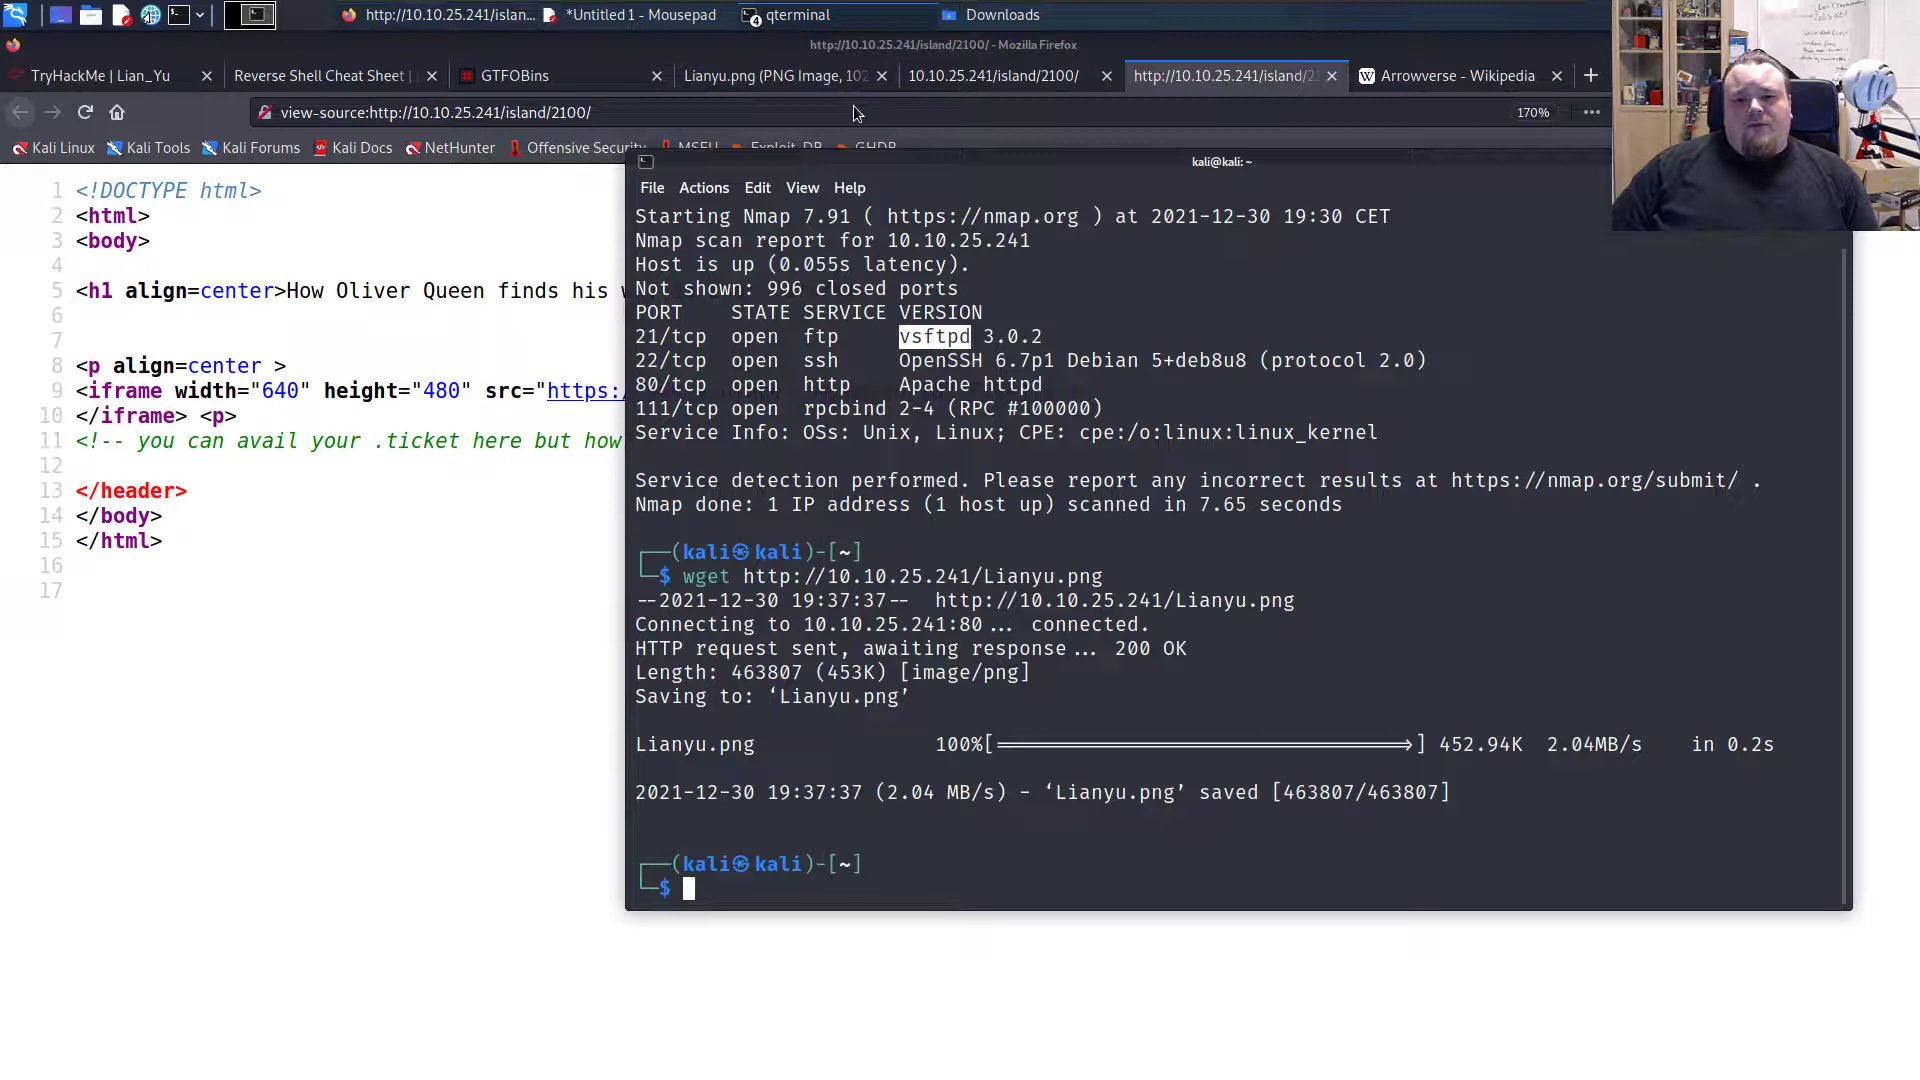 http://10.10.25.241/islan...
*Untitled 1 - Mousepad
qterminal
Downloads
http://10.10.25.241/island/2100/ - Mozilla Firefox
TryHackMe | Lian_Yu
Reverse Shell Cheat Sheet |
GTFOBins
Lianyu.png (PNG Image, 102
10.10.25.241/island/2100/
http://10.10.25.241/island/21
Arrowverse - Wikipedia
view-source:http://10.10.25.241/island/2100/
170%
Kali Linux
Kali Tools
Kali Forums
Kali Docs
NetHunter
Offensive Security
MSFU
Exploit-DB
GHDB
1 <!DOCTYPE html>
2 <html>
3 <body>
4
5 <h1 align=center>How Oliver Queen finds his w
6
7
8 <p align=center >
9 <iframe width="640" height="480" src="https:/
10 </iframe> <p>
11 <!-- you can avail your .ticket here but how
12
13 </header>
14 </body>
15 </html>
16
17
kali@kali: ~
File Actions Edit View Help
Starting Nmap 7.91 ( https://nmap.org ) at 2021-12-30 19:30 CET
Nmap scan report for 10.10.25.241
Host is up (0.055s latency).
Not shown: 996 closed ports
PORT STATE SERVICE VERSION
21/tcp open ftp vsftpd 3.0.2
22/tcp open ssh OpenSSH 6.7p1 Debian 5+deb8u8 (protocol 2.0)
80/tcp open http Apache httpd
111/tcp open rpcbind 2-4 (RPC #100000)
Service Info: OSs: Unix, Linux; CPE: cpe:/o:linux:linux_kernel
Service detection performed. Please report any incorrect results at https://nmap.org/submit/ .
Nmap done: 1 IP address (1 host up) scanned in 7.65 seconds
┌──(kali㉿kali)-[~]
└─$ wget http://10.10.25.241/Lianyu.png
--2021-12-30 19:37:37-- http://10.10.25.241/Lianyu.png
Connecting to 10.10.25.241:80... connected.
HTTP request sent, awaiting response... 200 OK
Length: 463807 (453K) [image/png]
Saving to: ‘Lianyu.png’
Lianyu.png 100%[===================================>] 452.94K 2.04MB/s in 0.2s
2021-12-30 19:37:37 (2.04 MB/s) - ‘Lianyu.png’ saved [463807/463807]
┌──(kali㉿kali)-[~]
└─$